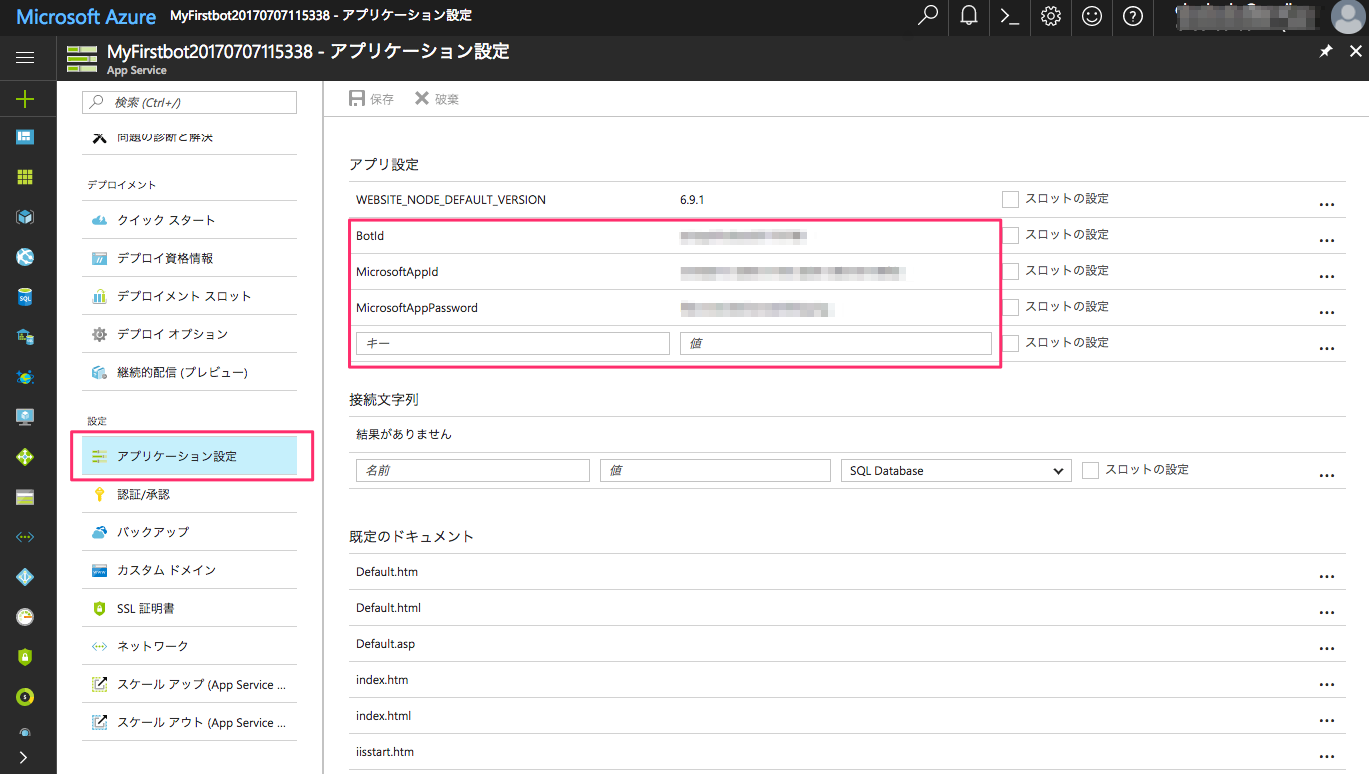 Microsoft Azure MyFirstbot20170707115338 - アプリケーション設定
MyFirstbot20170707115338 - アプリケーション設定
App Service
検索 (Ctrl+/)
問題の診断と解決
デプロイメント
クイック スタート
デプロイ資格情報
デプロイメント スロット
デプロイ オプション
継続的配信 (プレビュー)
設定
アプリケーション設定
認証/承認
バックアップ
カスタム ドメイン
SSL 証明書
ネットワーク
スケール アップ (App Service ...
スケール アウト (App Service ...
保存 破棄
アプリ設定
WEBSITE_NODE_DEFAULT_VERSION 6.9.1 スロットの設定 ...
BotId スロットの設定 ...
MicrosoftAppId スロットの設定 ...
MicrosoftAppPassword スロットの設定 ...
キー 値 スロットの設定 ...
接続文字列
結果がありません
名前 値 SQL Database スロットの設定 ...
既定のドキュメント
Default.htm ...
Default.html ...
Default.asp ...
index.htm ...
index.html ...
iisstart.htm ...